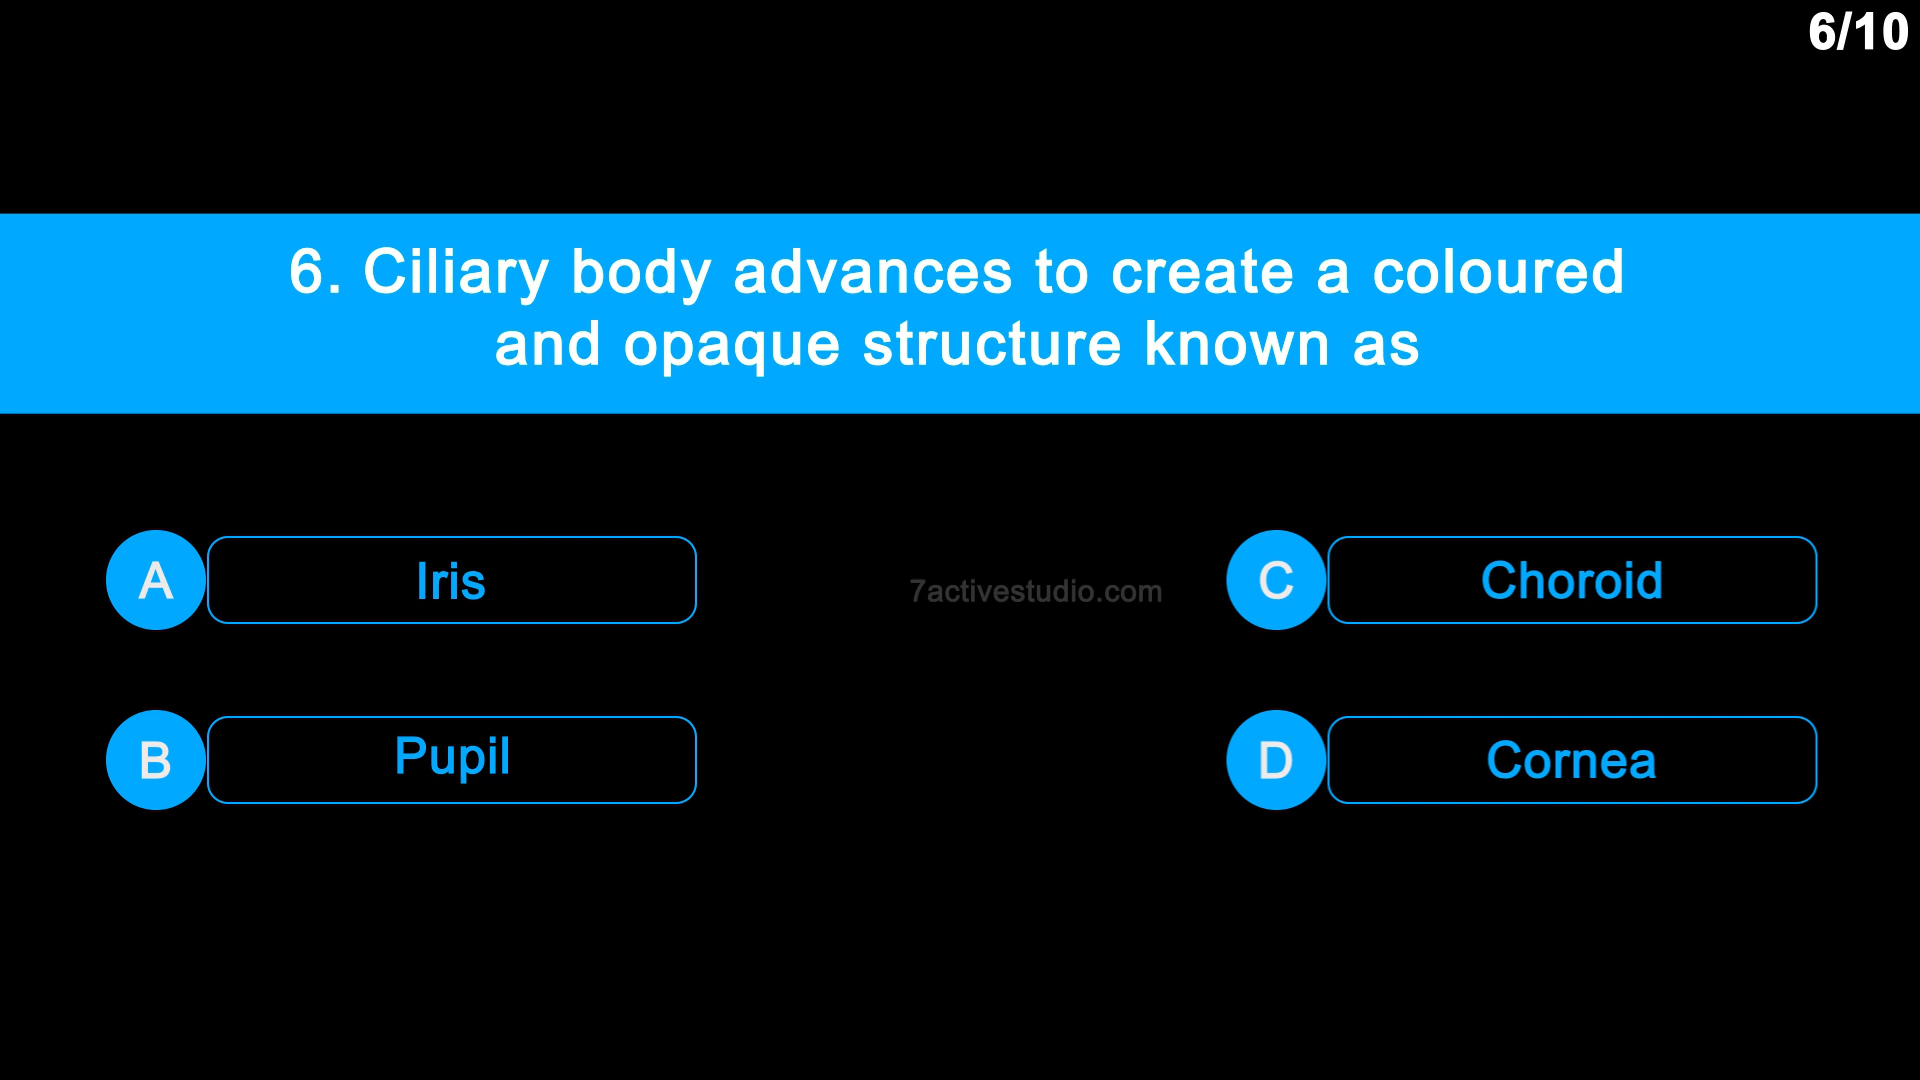 6/10
6. Ciliary body advances to create a coloured
and opaque structure known as
A Iris
B Pupil
7activestudio.com
C Choroid
D Cornea